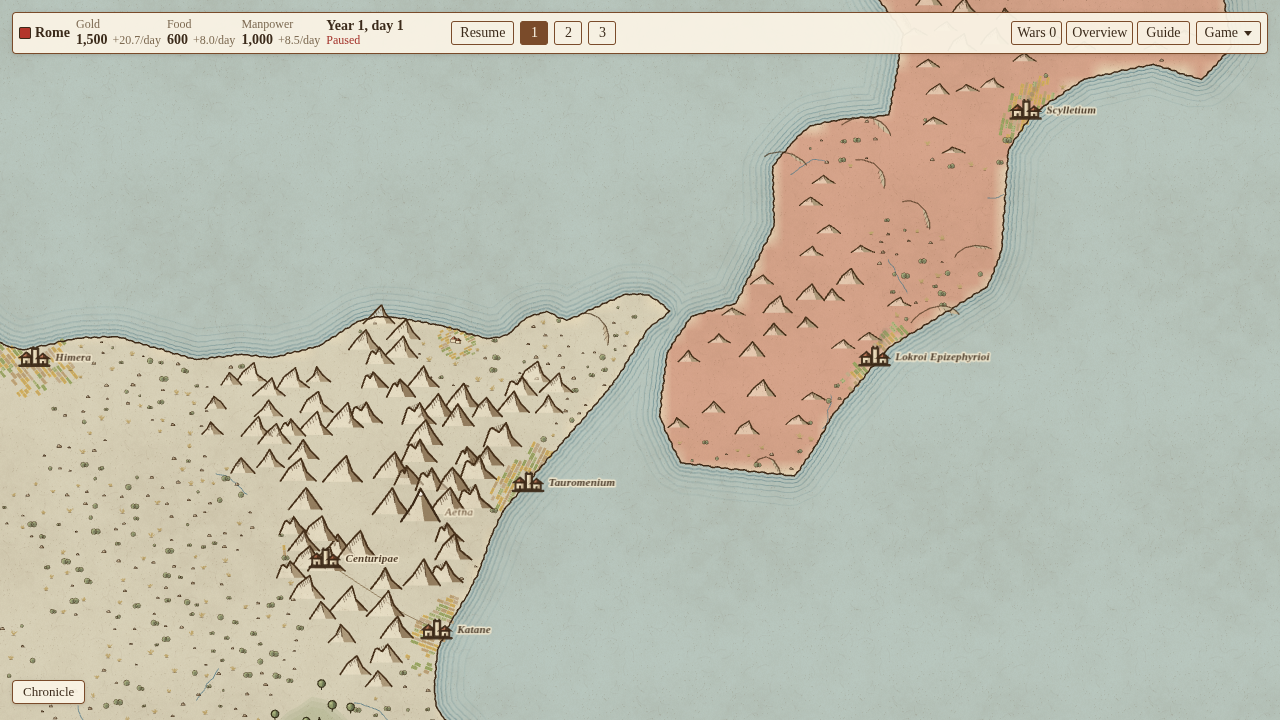 Rome
Gold
1,500 +20.7/day
Food
600 +8.0/day
Manpower
1,000 +8.5/day
Year 1, day 1
Paused
Resume
1
2
3
Wars 0
Overview
Guide
Game
Scylletium
Himera
Lokroi Epizephyrioi
Tauromenium
Aetna
Centuripae
Katane
Chronicle